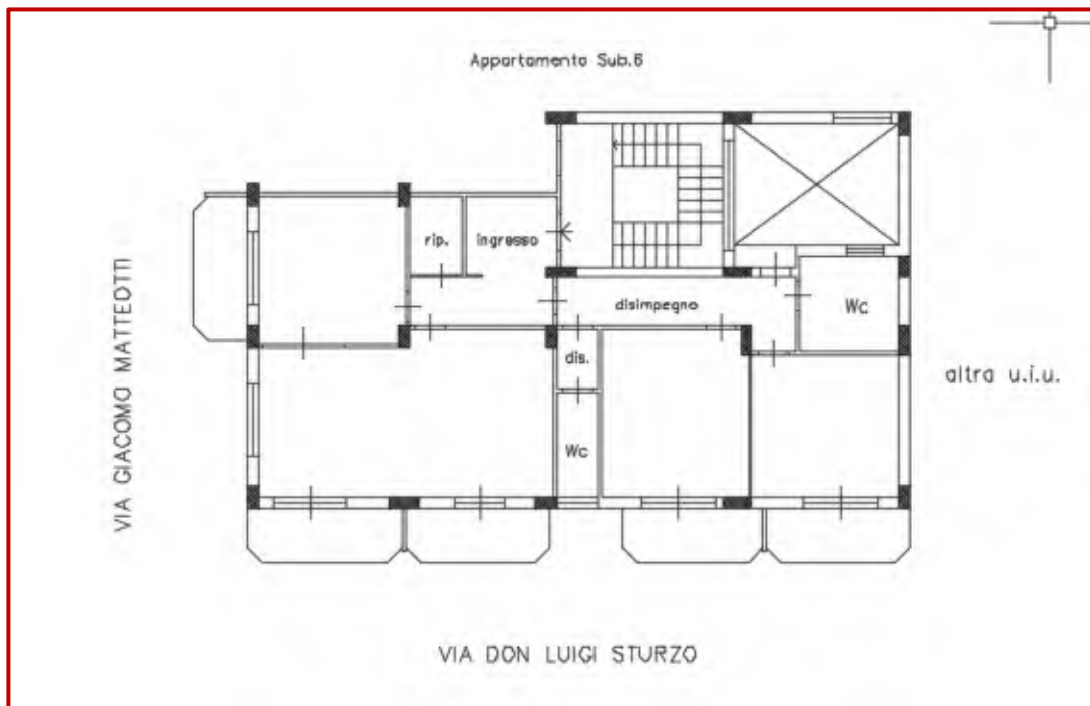 Appartamento Sub.6
rip.
ingresso
disimpegno
Wc
dis.
altra u.i.u.
Wc
VIA GIACOMO MATTEOTTI
VIA DON LUIGI STURZO